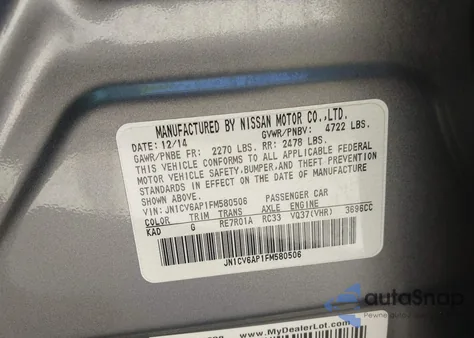 MANUFACTURED BY NISSAN MOTOR CO.,LTD.
DATE: 12/14 GVWR/PNBV: 4722 LBS.
GAWR/PNBE FR: 2270 LBS. RR: 2478 LBS.
THIS VEHICLE CONFORMS TO ALL APPLICABLE FEDERAL
MOTOR VEHICLE SAFETY,BUMPER,AND THEFT PREVENTION
STANDARDS IN EFFECT ON THE DATE OF MANUFACTURE
SHOWN ABOVE.
VIN: JN1CV6AP1FM580506 PASSENGER CAR
COLOR TRIM TRANS AXLE ENGINE
KAD G RE7R01A RC33 VQ37(VHR) 3696CC
JN1CV6AP1FM580506
autoSnap
www.MyDealerLot.com